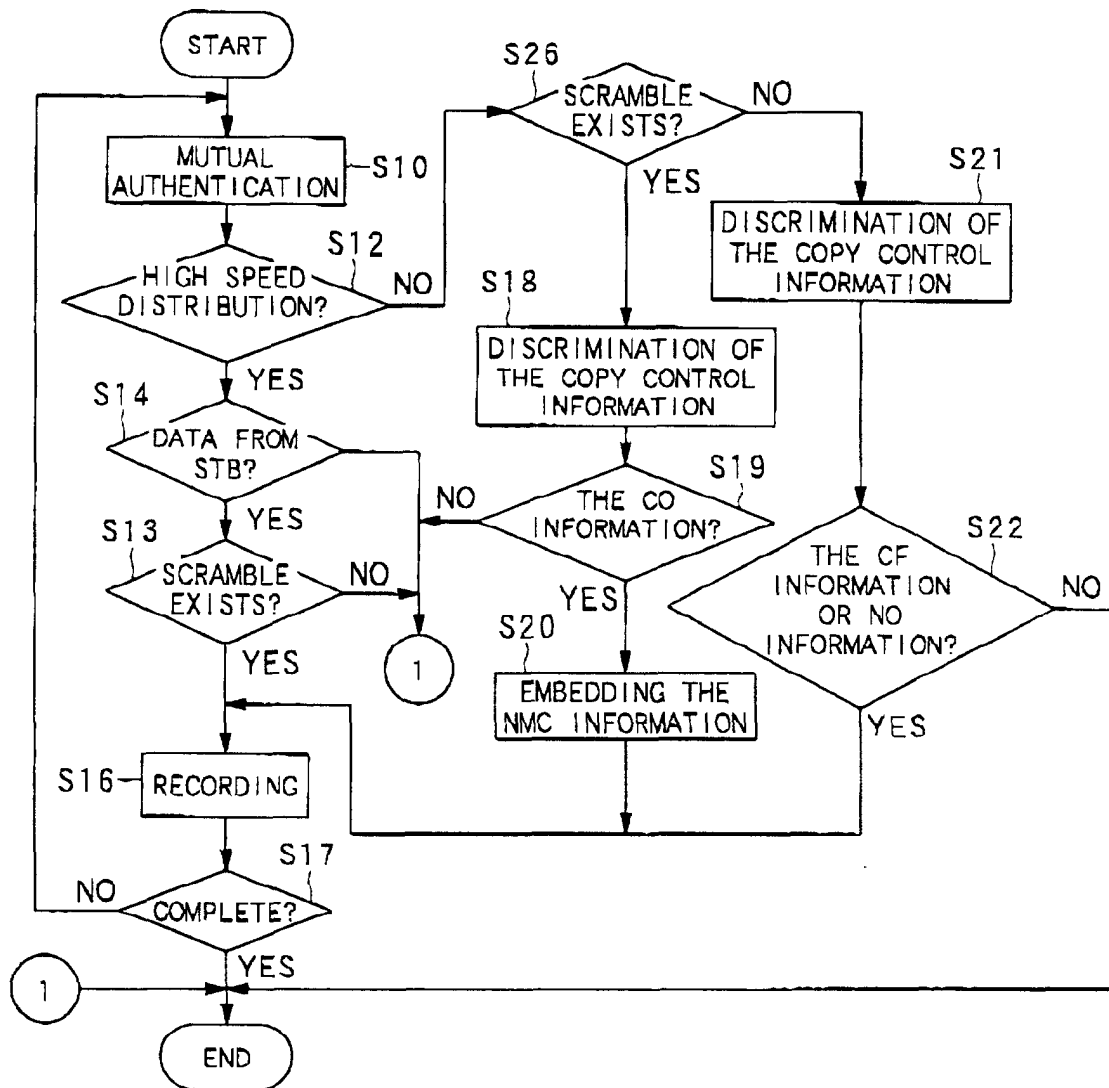 START
MUTUAL
AUTHENTICATION
S10
HIGH SPEED
DISTRIBUTION?
S12
NO
YES
S14
DATA FROM
STB?
YES
S13
SCRAMBLE
EXISTS?
NO
YES
1
S16
RECORDING
S17
COMPLETE?
NO
YES
1
END
S26
SCRAMBLE
EXISTS?
NO
YES
S18
DISCRIMINATION OF
THE COPY CONTROL
INFORMATION
S19
THE CO
INFORMATION?
NO
YES
S20
EMBEDDING THE
NMC INFORMATION
S21
DISCRIMINATION OF
THE COPY CONTROL
INFORMATION
S22
THE CF
INFORMATION
OR NO
INFORMATION?
NO
YES